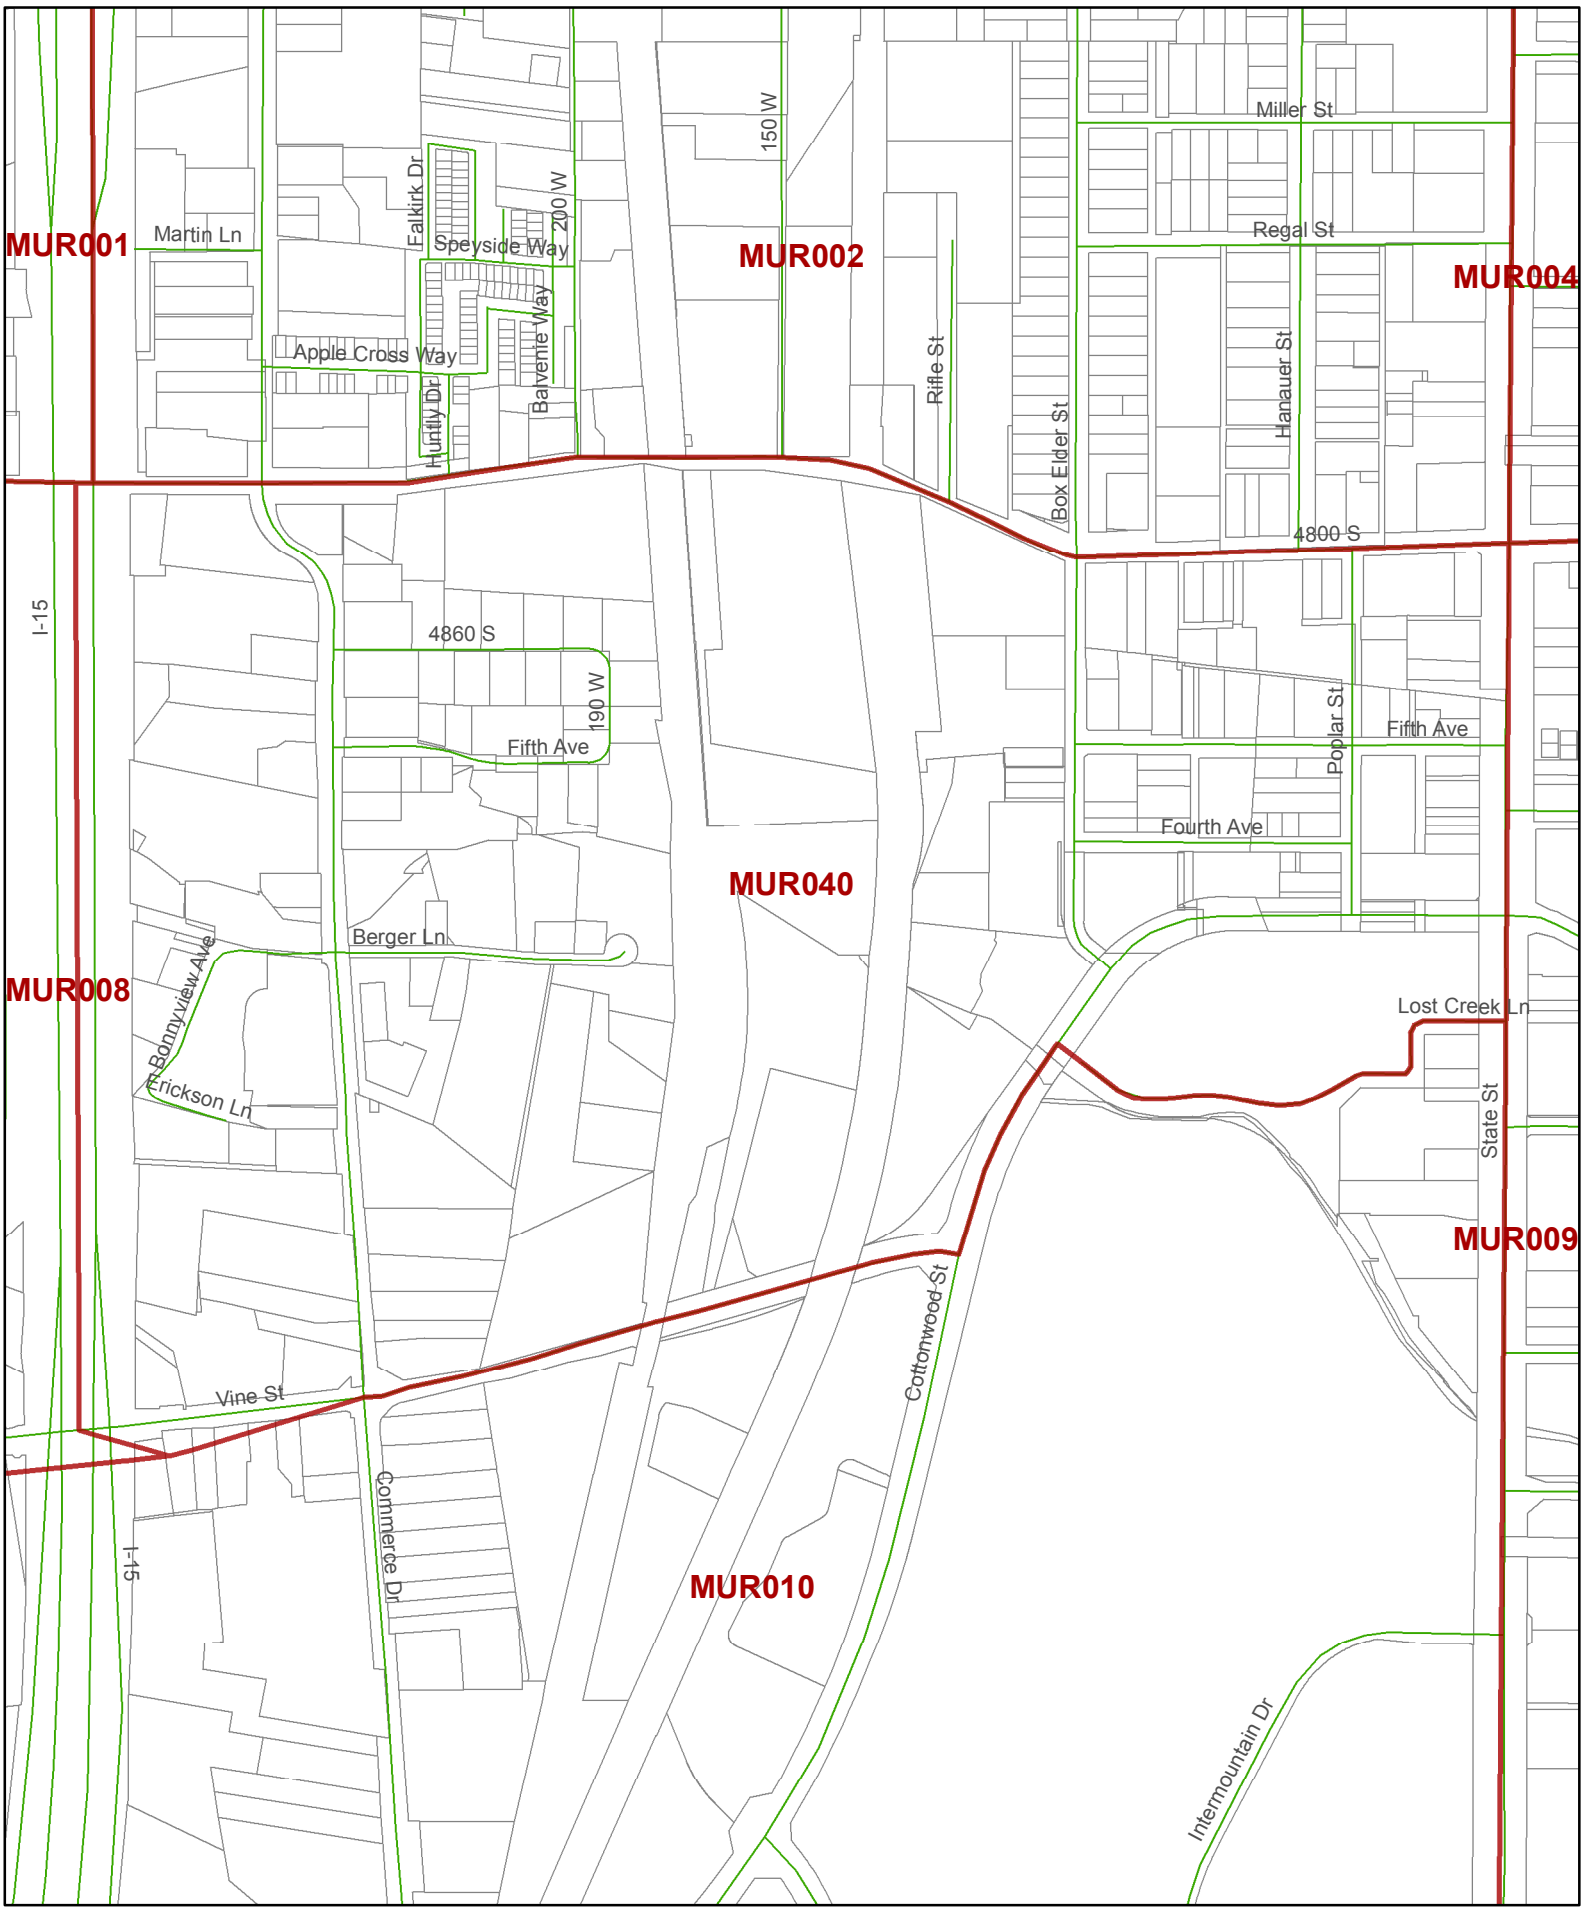 Miller St
150 W
Falkirk Dr
200 W
Martin Ln
Regal St
MUR001
Speyside Way
MUR002
MUR004
Balvenie Way
Apple Cross Way
Rifle St
Hanauer St
Huntly Dr
Box Elder St
4800 S
I-15
4860 S
190 W
Poplar St
Fifth Ave
Fifth Ave
Fourth Ave
MUR040
Berger Ln
Bonnyview Ave
MUR008
Lost Creek Ln
Erickson Ln
State St
MUR009
Cottonwood St
Vine St
Commerce Dr
I-15
MUR010
Intermountain Dr